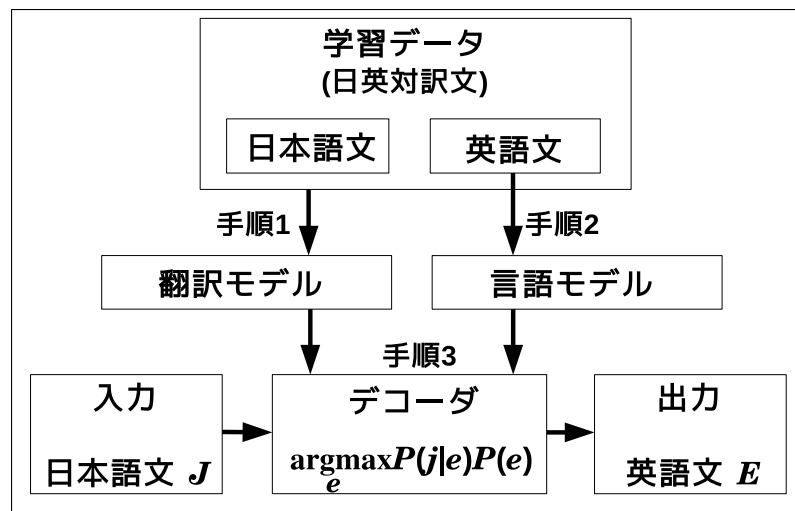 学習データ
(日英対訳文)
日本語文
英語文
手順1
手順2
翻訳モデル
言語モデル
手順3
入力
日本語文 J
デコーダ
argmaxP(j|e)P(e)
e
出力
英語文 E